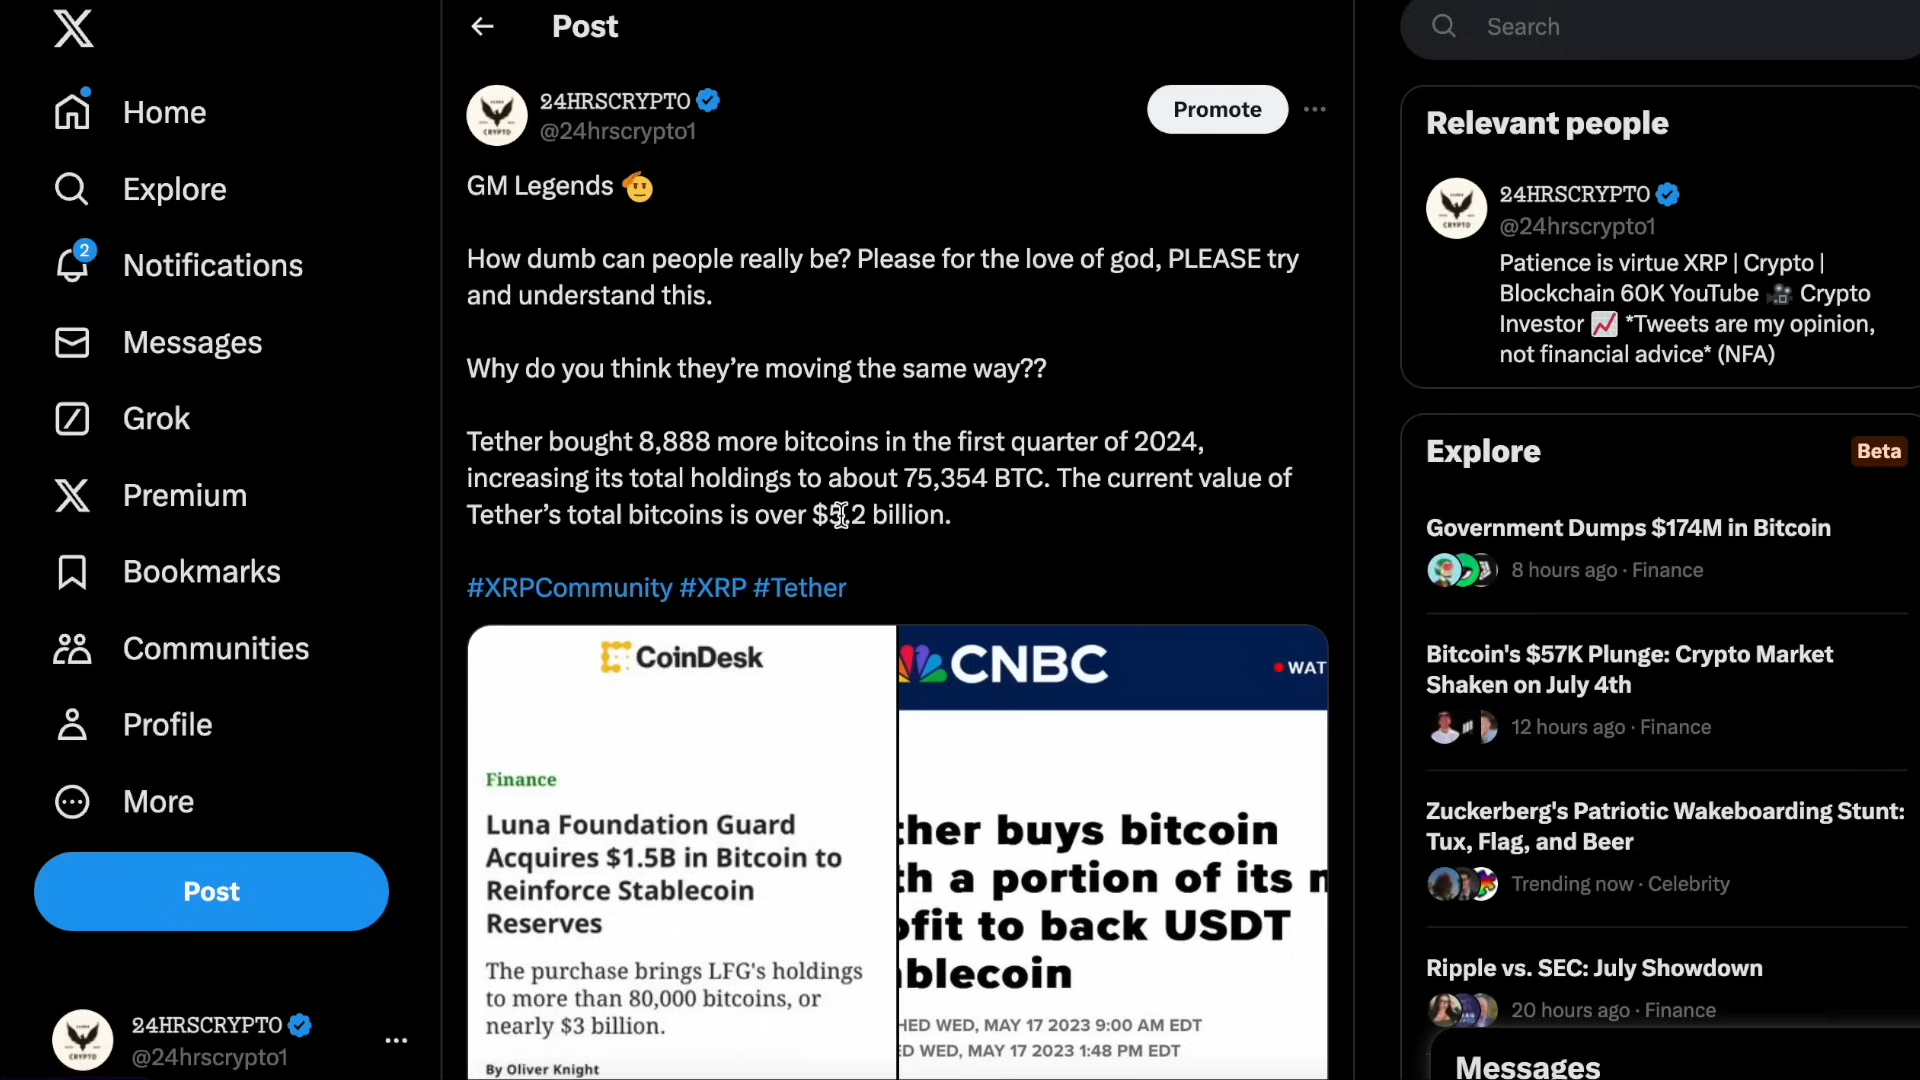 Home
Explore
2
Notifications
Messages
Grok
Premium
Bookmarks
Communities
Profile
More
Post
24HRSCRYPTO
@24hrscrypto1
Post
24HRSCRYPTO
@24hrscrypto1
Promote
GM Legends
How dumb can people really be? Please for the love of god, PLEASE try
and understand this.
Why do you think they’re moving the same way??
Tether bought 8,888 more bitcoins in the first quarter of 2024,
increasing its total holdings to about 75,354 BTC. The current value of
Tether’s total bitcoins is over $5.2 billion.
#XRPCommunity #XRP #Tether
CoinDesk
Finance
Luna Foundation Guard
Acquires $1.5B in Bitcoin to
Reinforce Stablecoin
Reserves
The purchase brings LFG's holdings
to more than 80,000 bitcoins, or
nearly $3 billion.
By Oliver Knight
CNBC
WAT
ther buys bitcoin
th a portion of its
ofit to back USDT
ablecoin
HED WED, MAY 17 2023 9:00 AM EDT
D WED, MAY 17 2023 1:48 PM EDT
Search
Relevant people
24HRSCRYPTO
@24hrscrypto1
Patience is virtue XRP | Crypto |
Blockchain 60K YouTube 🎥 Crypto
Investor 📈 *Tweets are my opinion,
not financial advice* (NFA)
Explore
Beta
Government Dumps $174M in Bitcoin
8 hours ago · Finance
Bitcoin's $57K Plunge: Crypto Market
Shaken on July 4th
12 hours ago · Finance
Zuckerberg's Patriotic Wakeboarding Stunt:
Tux, Flag, and Beer
Trending now · Celebrity
Ripple vs. SEC: July Showdown
20 hours ago · Finance
Messages